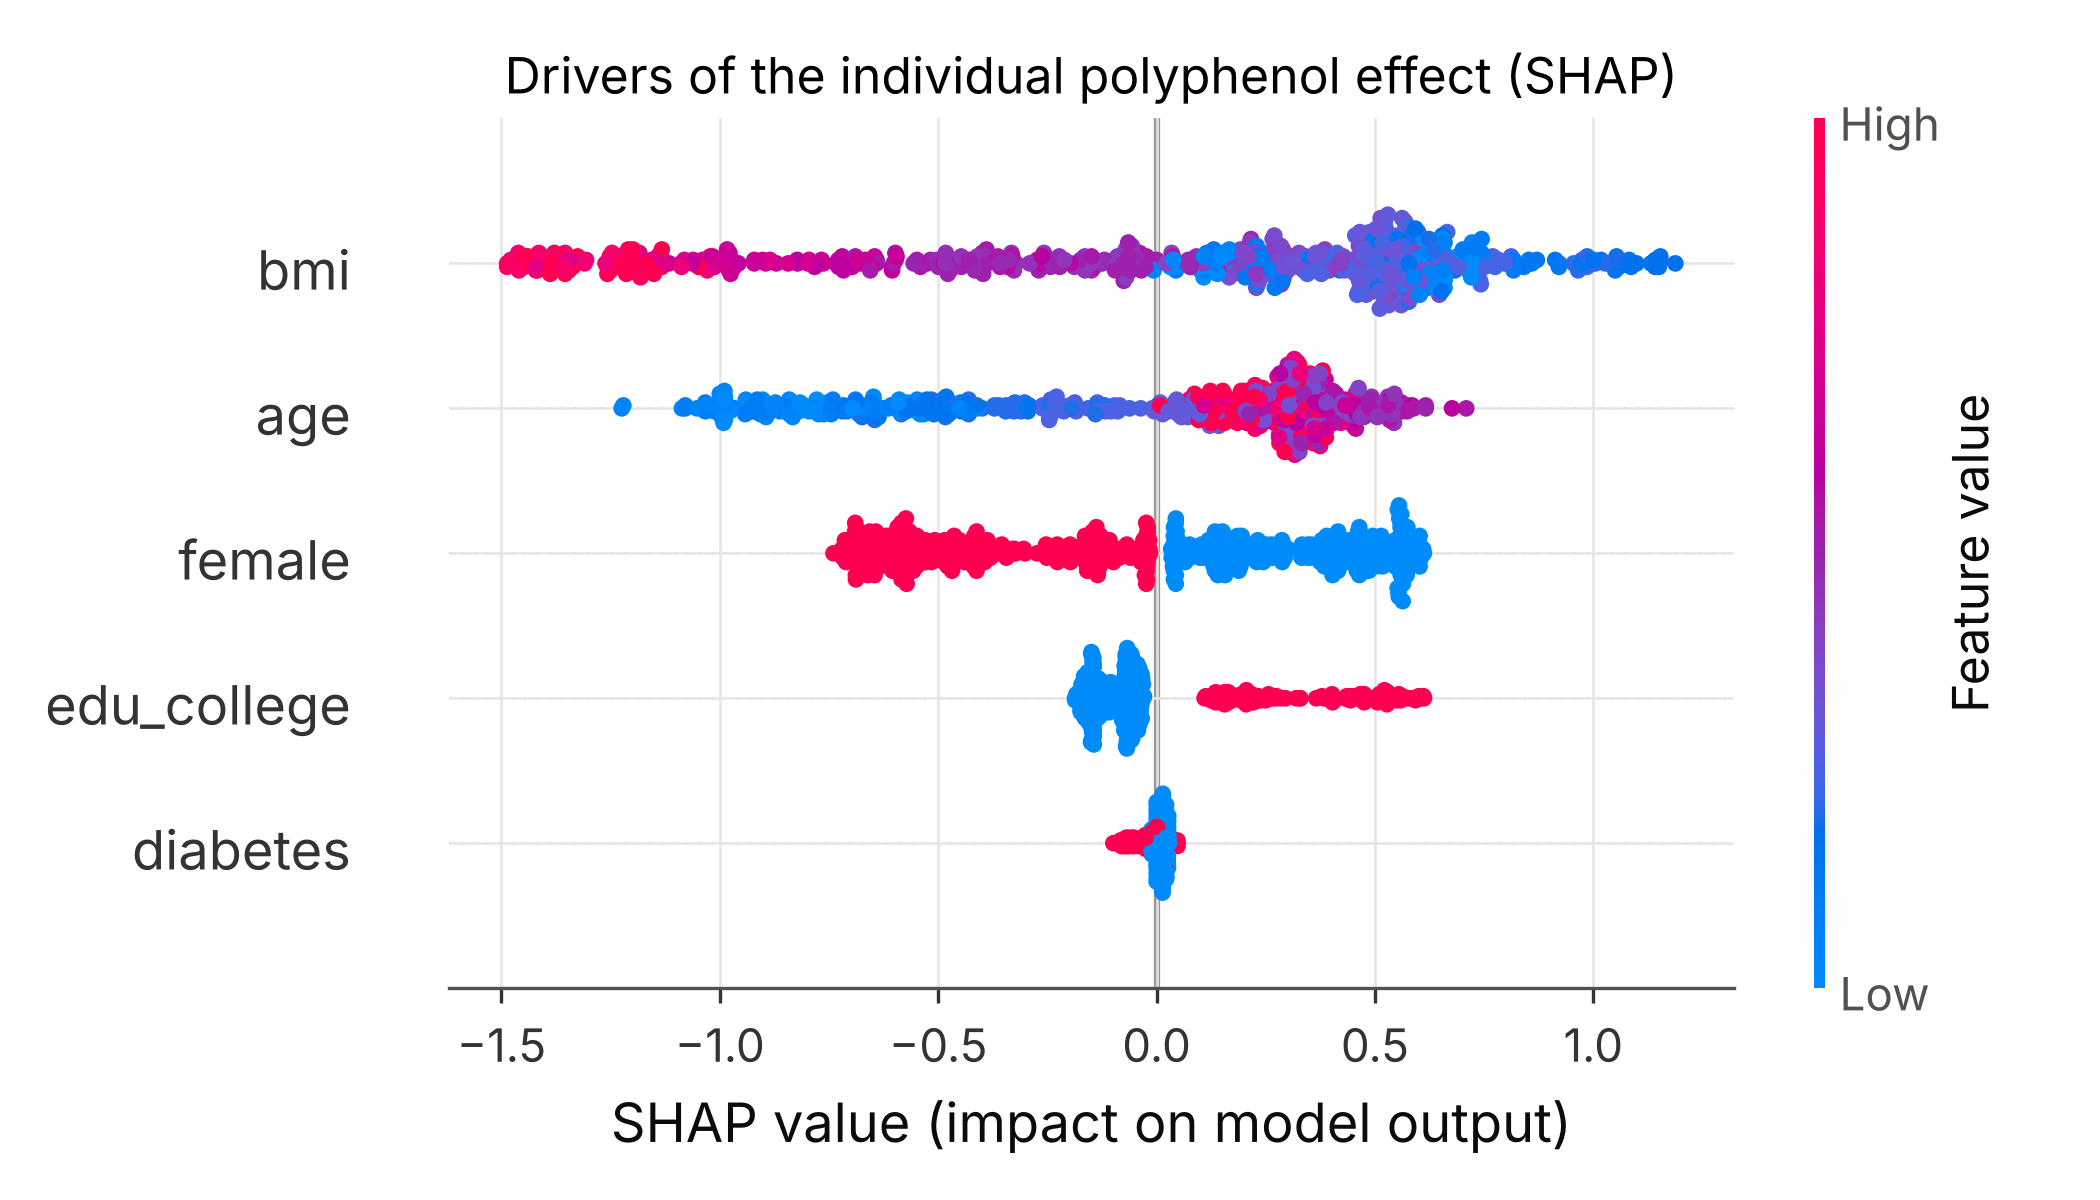 Drivers of the individual polyphenol effect (SHAP)
High
bmi
age
female
edu_college
diabetes
Feature value
Low
−1.5 −1.0 −0.5 0.0 0.5 1.0
SHAP value (impact on model output)